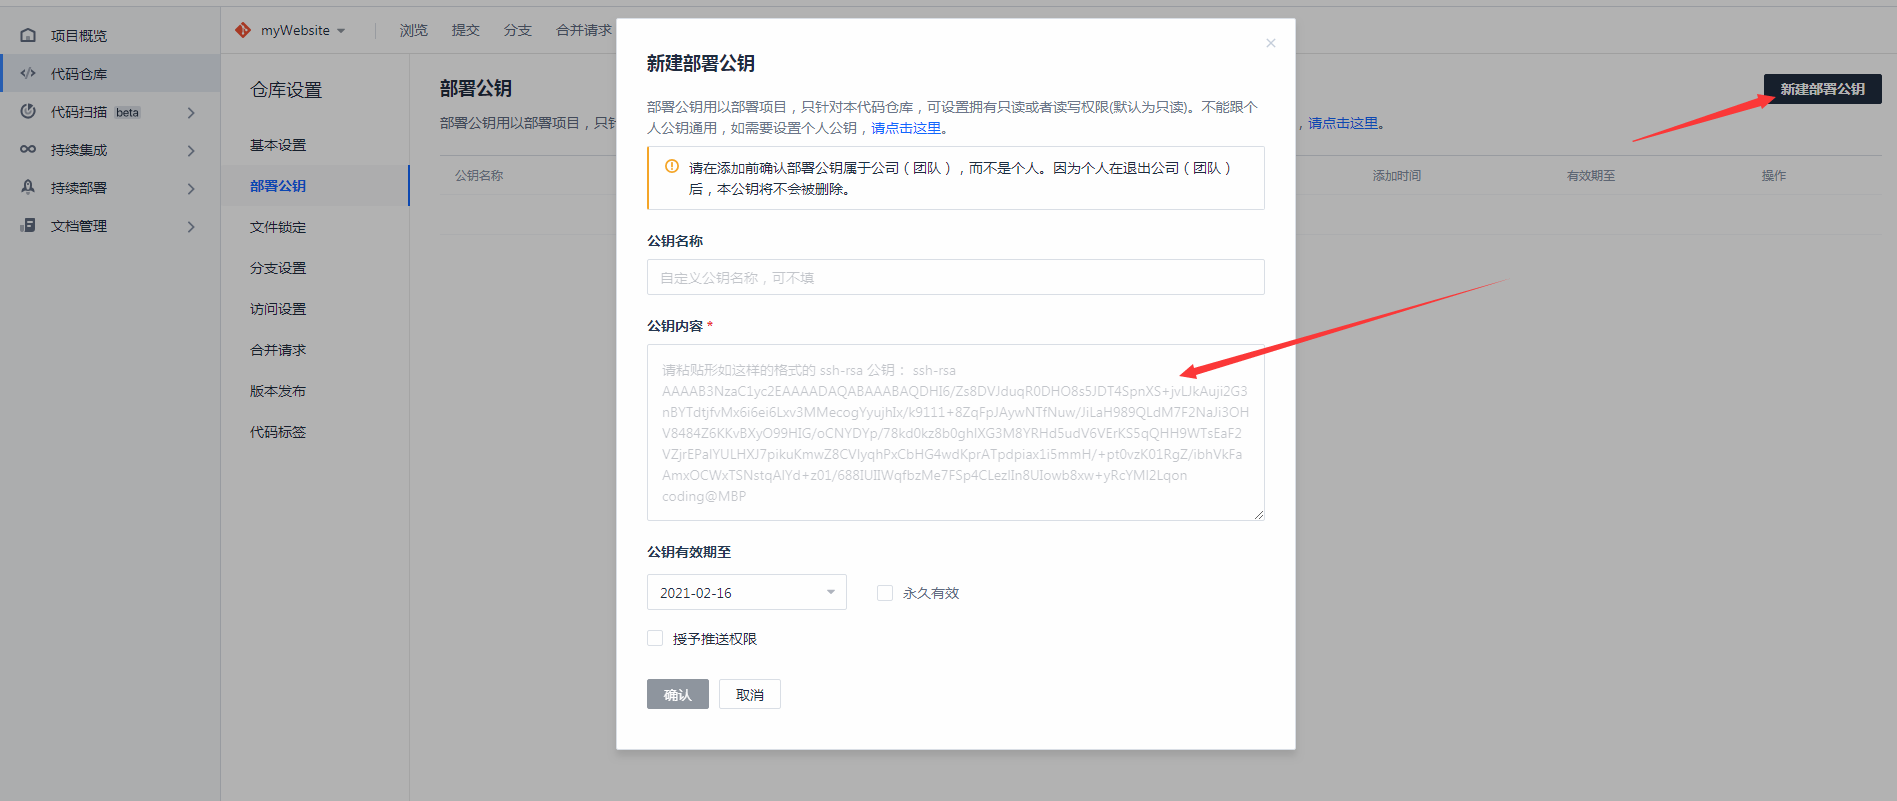 项目概览
代码仓库
代码扫描 beta
持续集成
持续部署
文档管理
myWebsite
浏览
提交
分支
合并请求
仓库设置
基本设置
部署公钥
文件锁定
分支设置
访问设置
合并请求
版本发布
代码标签
部署公钥
新建部署公钥
部署公钥用以部署项目，只针
，请点击这里。
公钥名称
添加时间
有效期至
操作
新建部署公钥
部署公钥用以部署项目，只针对本代码仓库，可设置拥有只读或者读写权限(默认为只读)。不能跟个
人公钥通用，如需要设置个人公钥，请点击这里。
请在添加前确认部署公钥属于公司（团队），而不是个人。因为个人在退出公司（团队）
后，本公钥将不会被删除。
公钥名称
自定义公钥名称，可不填
公钥内容 *
请粘贴形如这样的格式的 ssh-rsa 公钥： ssh-rsa
AAAAB3NzaC1yc2EAAAADAQABAAABAQDHI6/Zs8DVJduqR0DHO8s5JDT4SpnXS+jvLJkAuji2G3
nBYTdtjfvMx6i6ei6Lxv3MMecogYyujhIx/k9111+8ZqFpJAywNTfNuw/JiLaH989QLdM7F2NaJi3OH
V8484Z6KKvBXyO99HIG/oCNYDYp/78kd0kz8b0ghlXG3M8YRHd5udV6VErKS5qQHH9WTsEaF2
VZjrEPalYULHXJ7pikuKmwZ8CVlyqhPxCbHG4wdKprATpdpiax1i5mmH/+pt0vzK01RgZ/ibhVkFa
AmxOCWxTSNstqAlYd+z01/688IUIIWqfbzMe7FSp4CLezlIn8UIowb8xw+yRcYMl2Lqon
coding@MBP
公钥有效期至
2021-02-16
永久有效
授予推送权限
确认
取消